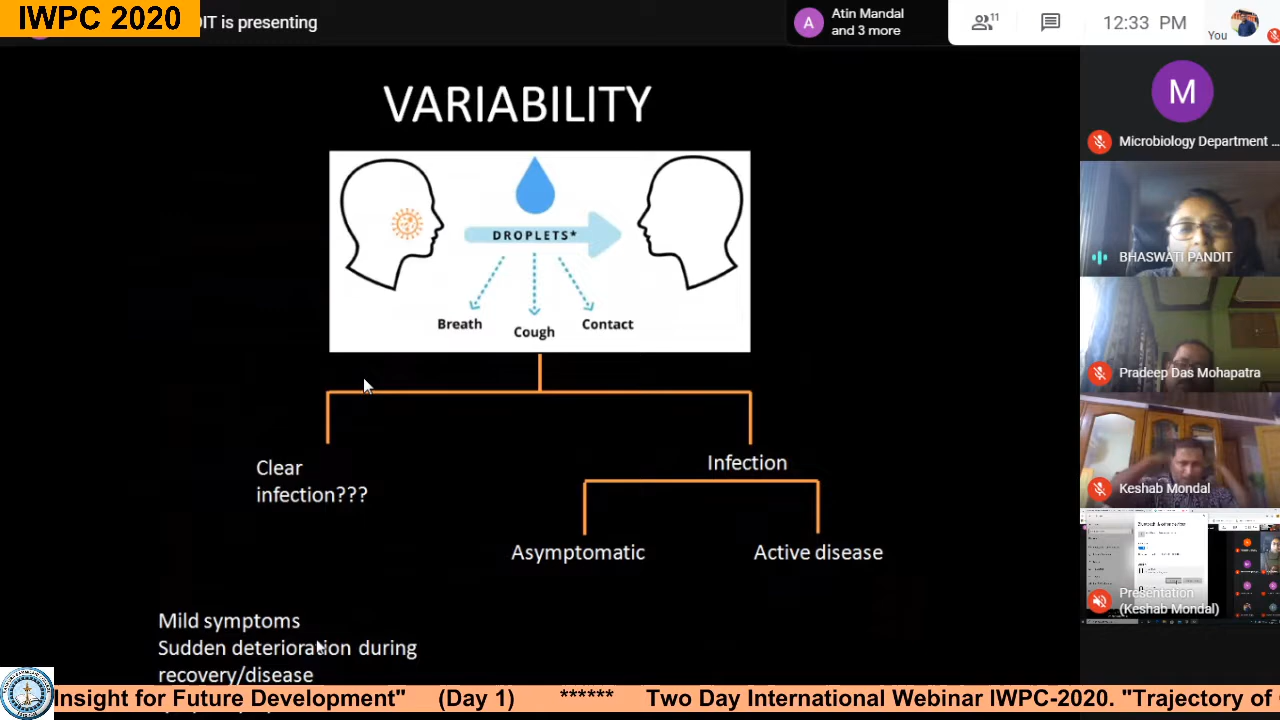 IWPC 2020
DIT is presenting
A
Atin Mandal
and 3 more
11
12:33 PM
You
VARIABILITY
DROPLETS*
Breath
Cough
Contact
Clear
infection???
Infection
Asymptomatic
Active disease
Mild symptoms
Sudden deterioration during
recovery/disease
M
Microbiology Department ...
BHASWATI PANDIT
Pradeep Das Mohapatra
Keshab Mondal
Presentation
(Keshab Mondal)
Insight for Future Development" (Day 1) ****** Two Day International Webinar IWPC-2020. "Trajectory of